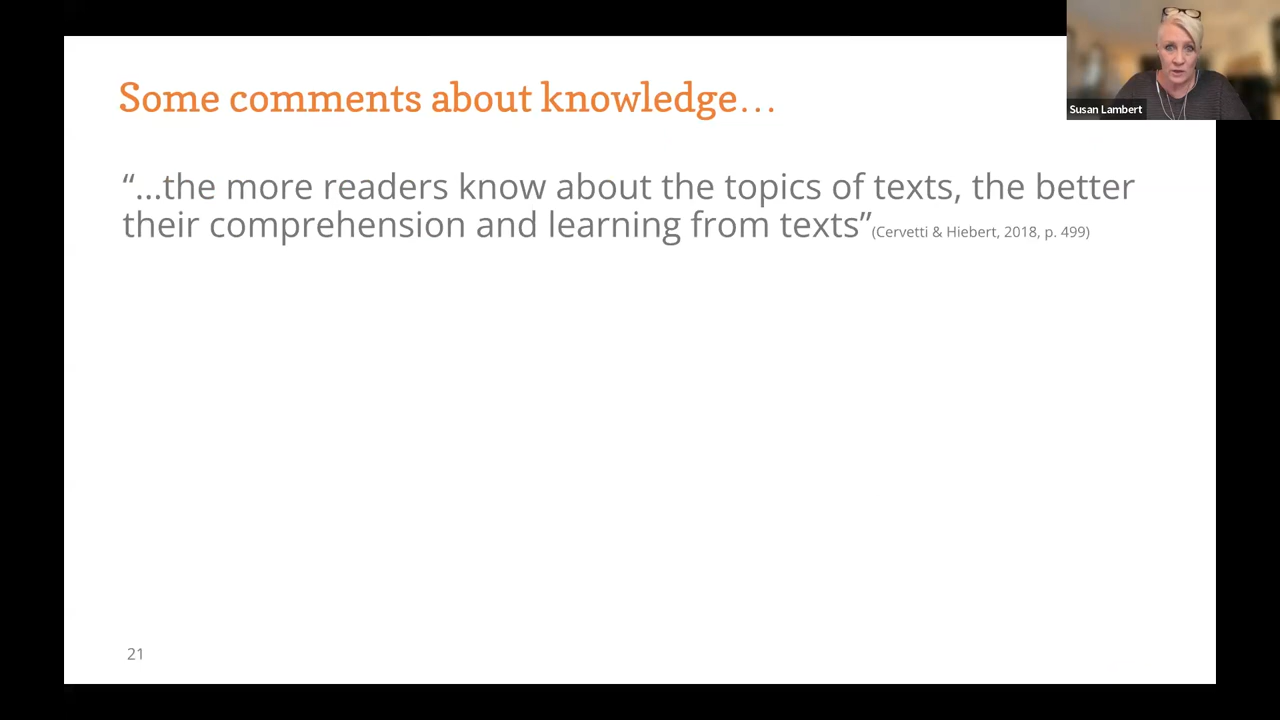 Some comments about knowledge…
Susan Lambert
“…the more readers know about the topics of texts, the better
their comprehension and learning from texts” (Cervetti & Hiebert, 2018, p. 499)
21